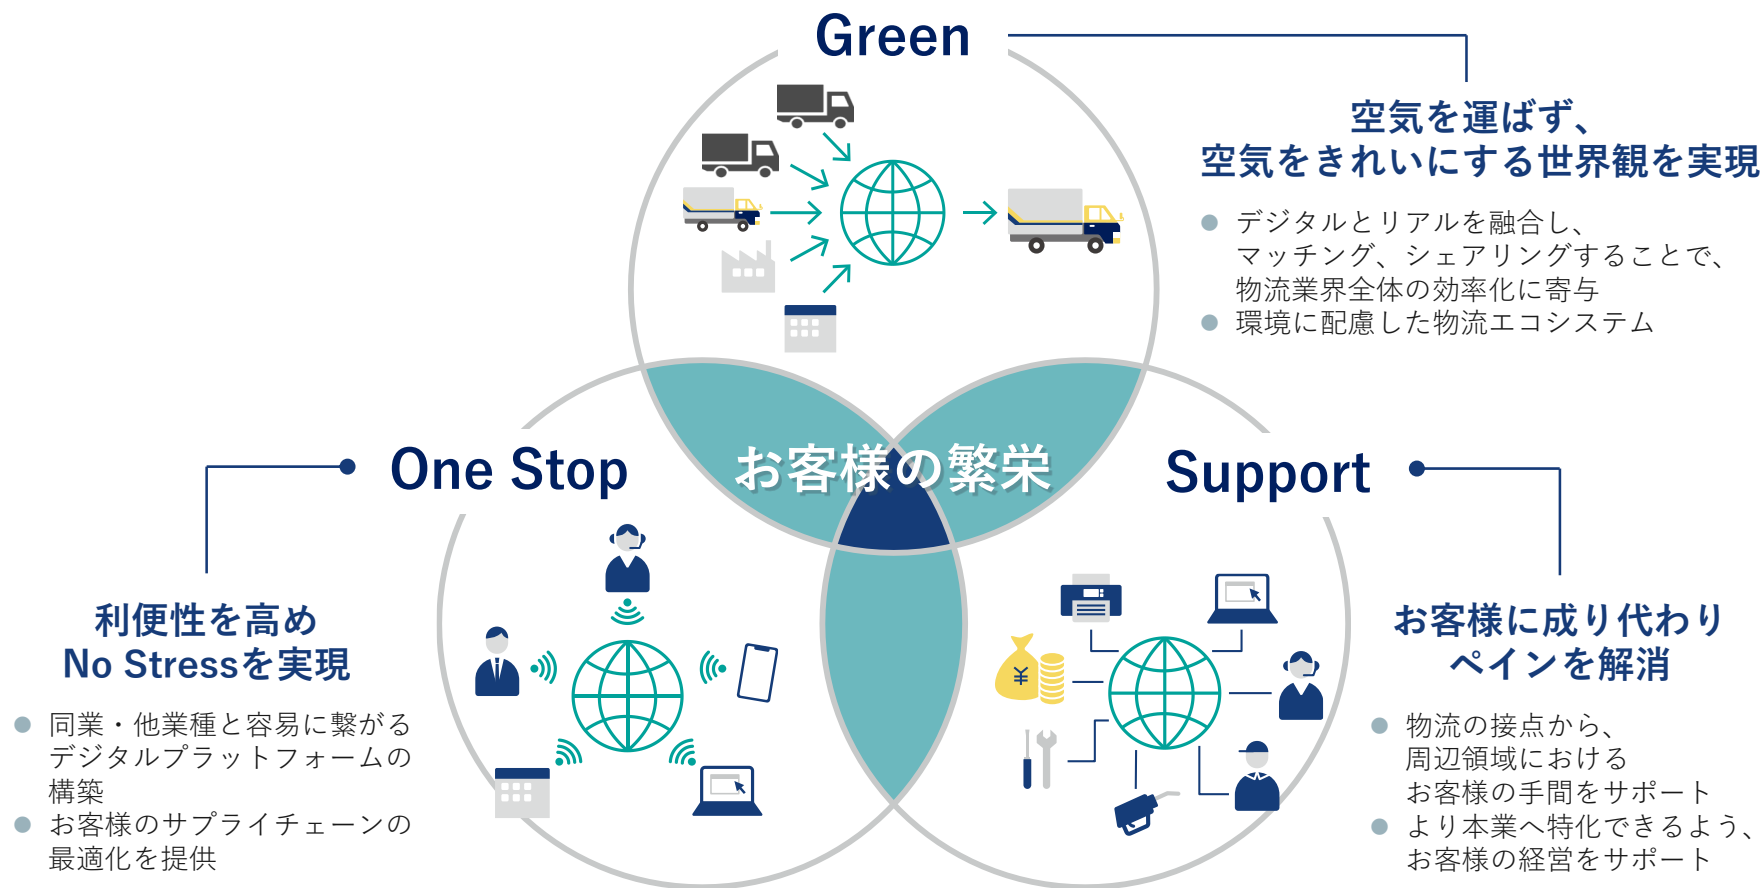 Green
空気を運ばず、
空気をきれいにする世界観を実現
● デジタルとリアルを融合し、
マッチング、シェアリングすることで、
物流業界全体の効率化に寄与
● 環境に配慮した物流エコシステム
お客様の繁栄
One Stop
利便性を高め
No Stressを実現
● 同業・他業種と容易に繋がる
デジタルプラットフォームの
構築
● お客様のサプライチェーンの
最適化を提供
Support
¥
お客様に成り代わり
ペインを解消
● 物流の接点から、
周辺領域における
お客様の手間をサポート
● より本業へ特化できるよう、
お客様の経営をサポート